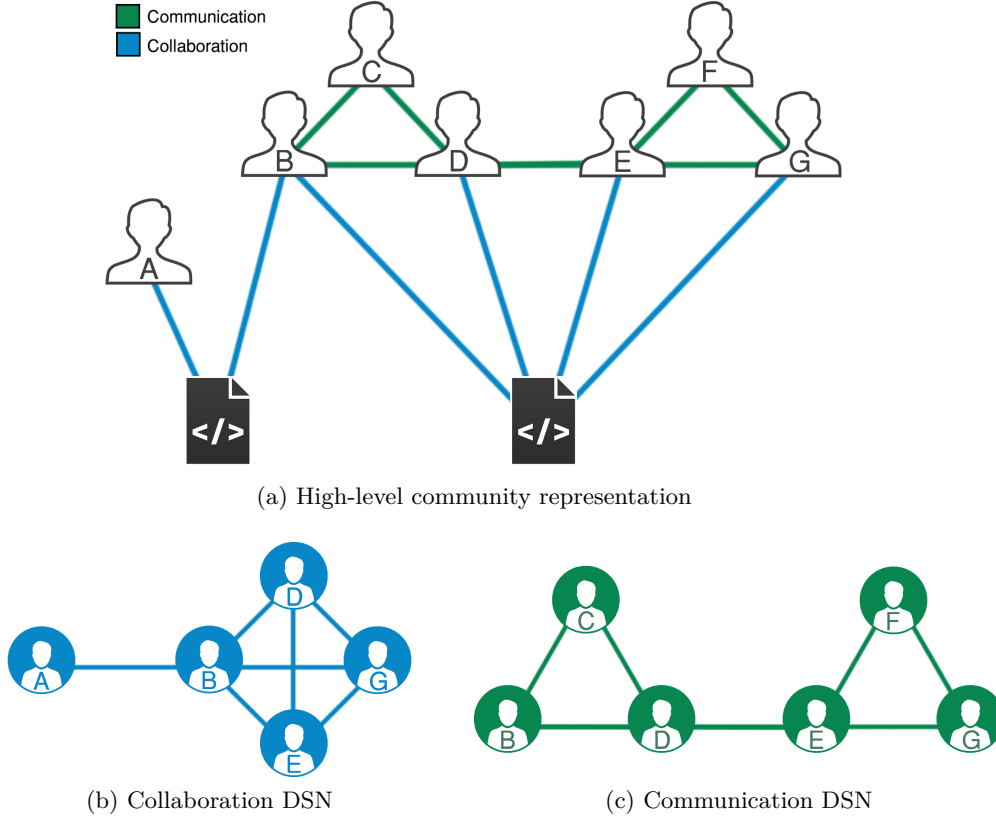 Communication
Collaboration
C
F
B
D
E
G
A
</>
</>
(a) High-level community representation
D
A
B
G
E
C
F
B
D
E
G
(b) Collaboration DSN
(c) Communication DSN